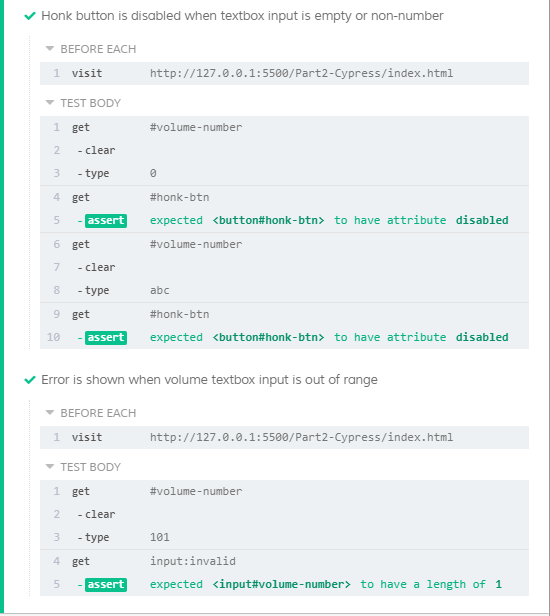 Honk button is disabled when textbox input is empty or non-number
BEFORE EACH
1 visit http://127.0.0.1:5500/Part2-Cypress/index.html
TEST BODY
1 get #volume-number
2 -clear
3 -type 0
4 get #honk-btn
5 -assert expected <button#honk-btn> to have attribute disabled
6 get #volume-number
7 -clear
8 -type abc
9 get #honk-btn
10 -assert expected <button#honk-btn> to have attribute disabled
Error is shown when volume textbox input is out of range
BEFORE EACH
1 visit http://127.0.0.1:5500/Part2-Cypress/index.html
TEST BODY
1 get #volume-number
2 -clear
3 -type 101
4 get input:invalid
5 -assert expected <input#volume-number> to have a length of 1